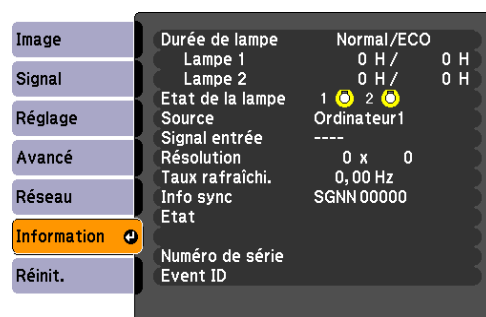 Image
Signal
Réglage
Avancé
Réseau
Information
Réinit.
Durée de lampe Normal/ECO
Lampe 1 0 H / 0 H
Lampe 2 0 H / 0 H
Etat de la lampe 1 2
Source Ordinateur1
Signal entrée ----
Résolution 0 x 0
Taux rafraîchi. 0,00 Hz
Info sync SGNN00000
Etat
Numéro de série
Event ID